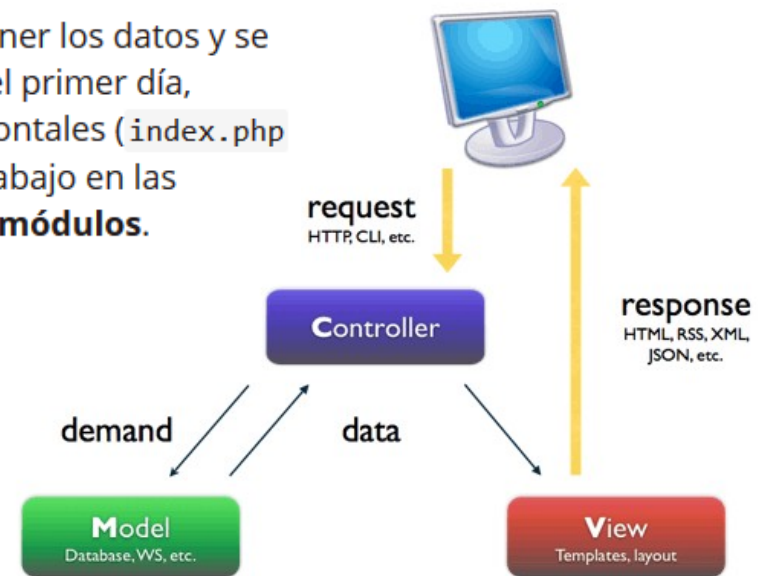 ner los datos y se
el primer día,
ontales (index.php
abajo en las
módulos.
request
HTTP, CLI, etc.
Controller
response
HTML, RSS, XML,
JSON, etc.
demand
data
Model
Database, WS, etc.
View
Templates, layout